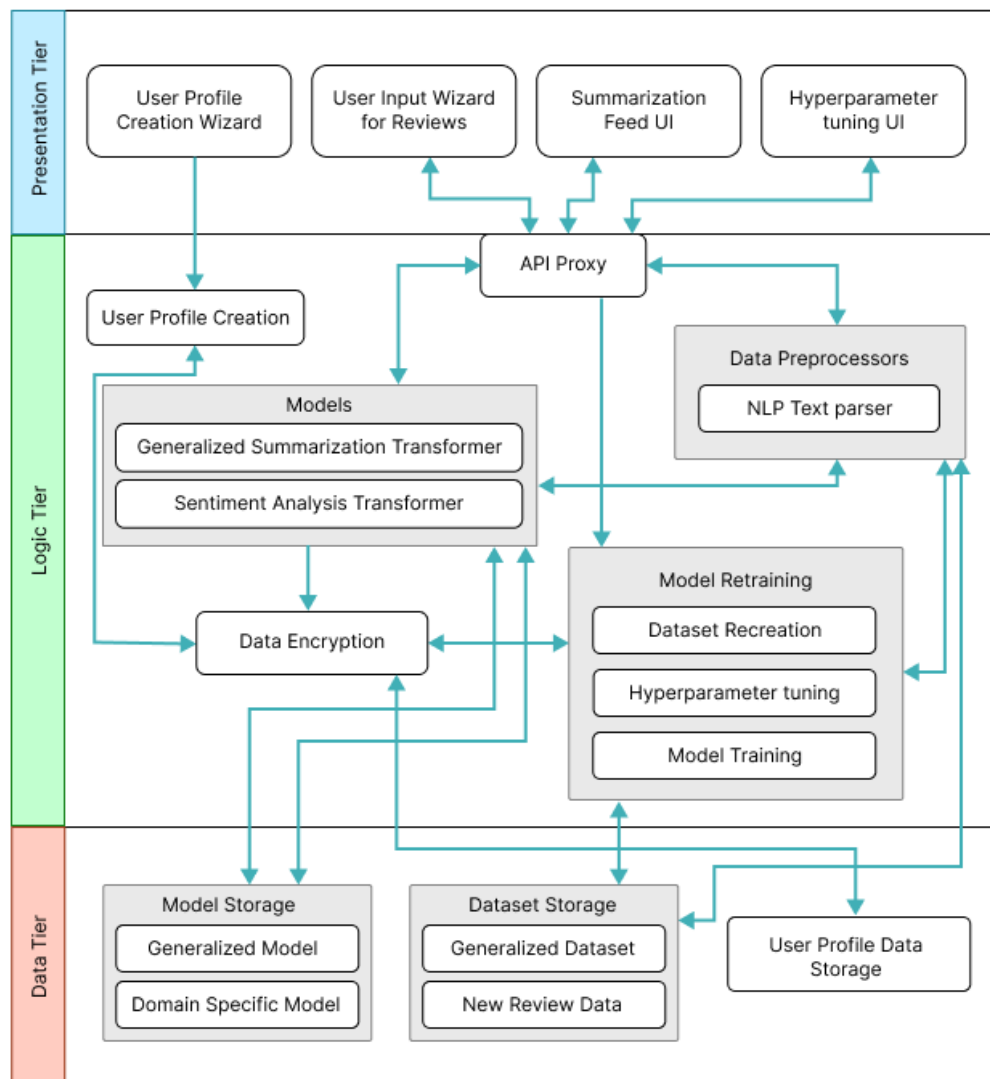 Presentation Tier
User Profile
Creation Wizard
User Input Wizard
for Reviews
Summarization
Feed UI
Hyperparameter
tuning UI
Logic Tier
API Proxy
User Profile Creation
Data Preprocessors
NLP Text parser
Models
Generalized Summarization Transformer
Sentiment Analysis Transformer
Model Retraining
Dataset Recreation
Hyperparameter tuning
Model Training
Data Encryption
Data Tier
Model Storage
Generalized Model
Domain Specific Model
Dataset Storage
Generalized Dataset
New Review Data
User Profile Data
Storage